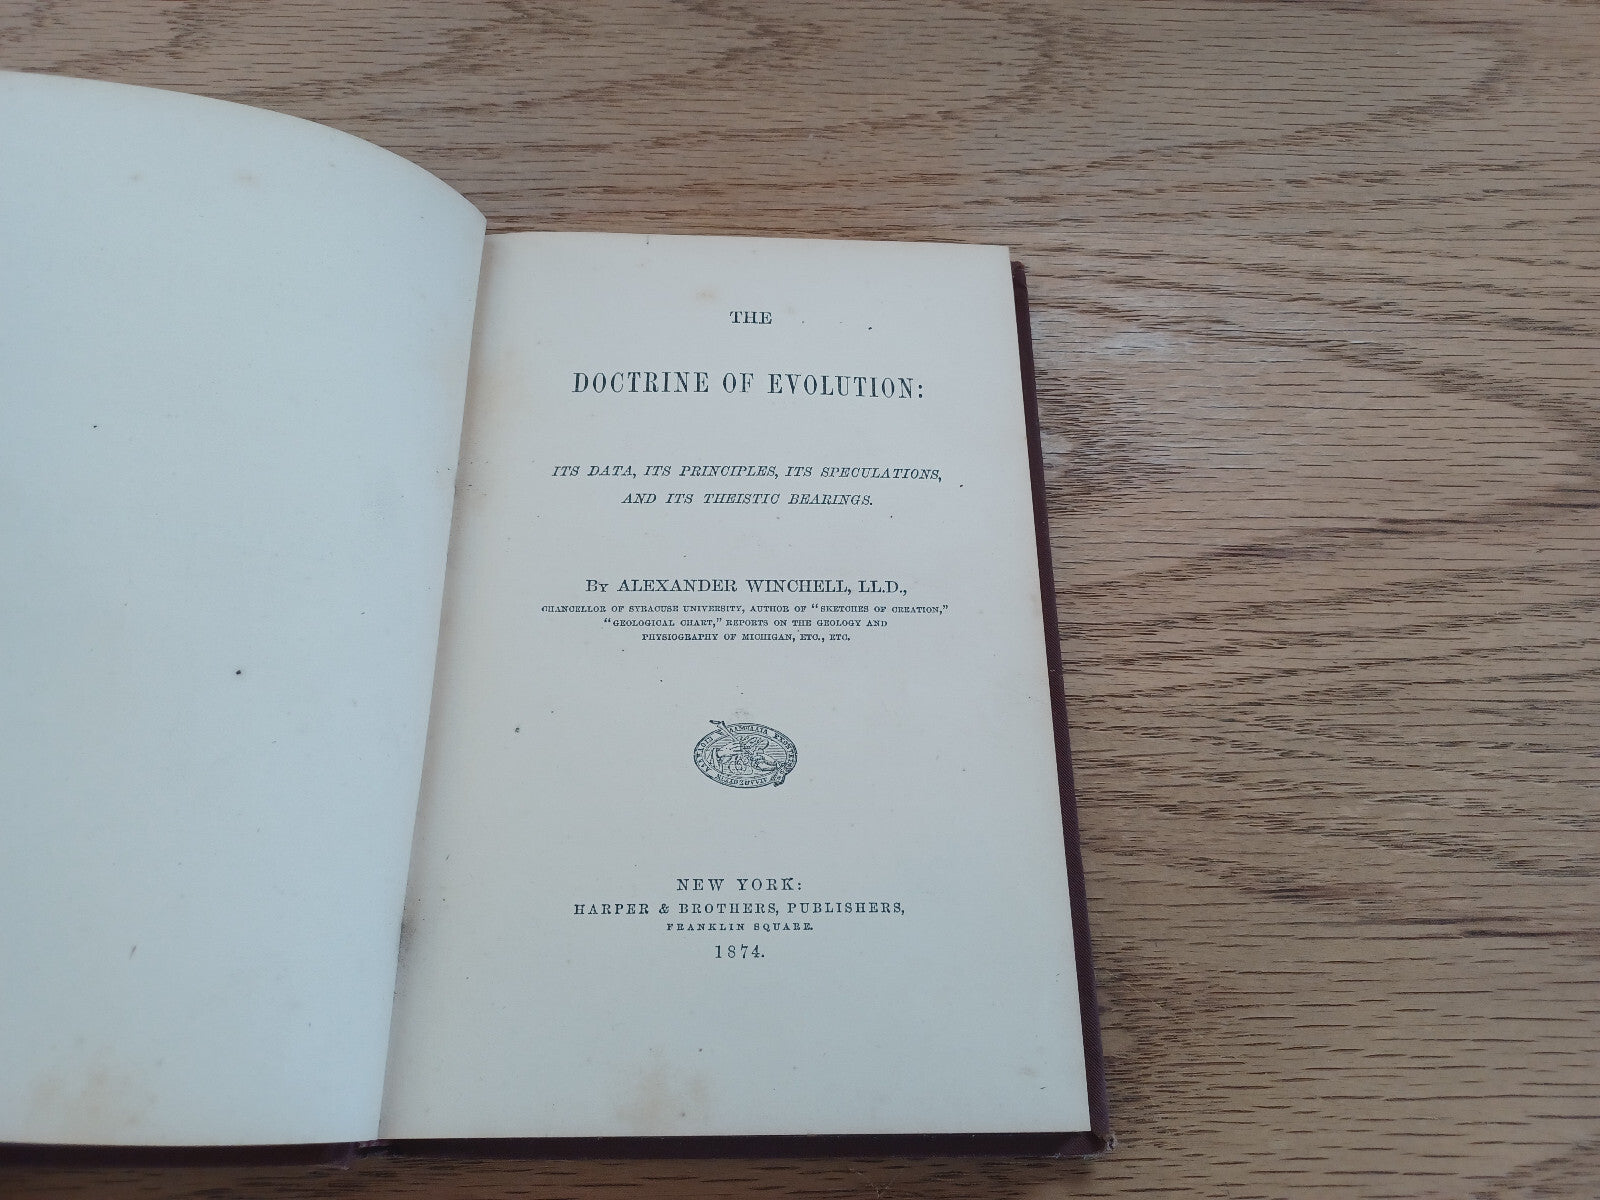 THE
DOCTRINE OF EVOLUTION:
ITS DATA, ITS PRINCIPLES, ITS SPECULATIONS,
AND ITS THEISTIC BEARINGS.
BY ALEXANDER WINCHELL, LL.D.,
CHANCELLOR OF SYRACUSE UNIVERSITY, AUTHOR OF "SKETCHES OF CREATION,"
"GEOLOGICAL CHART," REPORTS ON THE GEOLOGY AND
PHYSIOGRAPHY OF MICHIGAN, ETC., ETC.
NEW YORK:
HARPER & BROTHERS, PUBLISHERS,
FRANKLIN SQUARE.
1874.